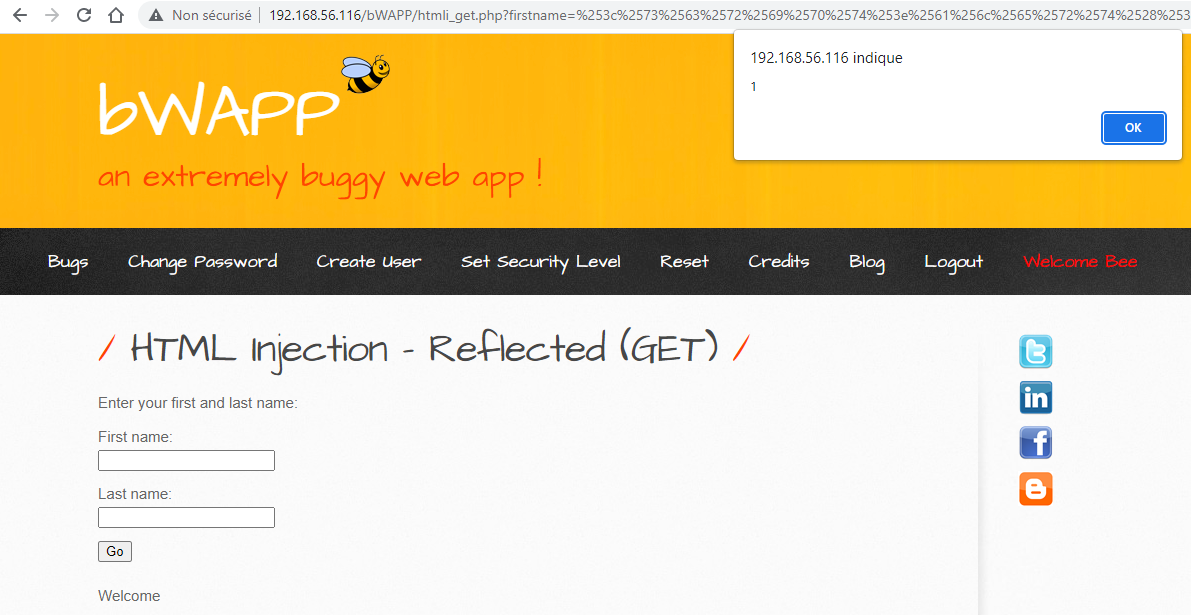 Non sécurisé | 192.168.56.116/bWAPP/htmli_get.php?firstname=%253c%2573%2563%2572%2569%2570%2574%253e%2561%256c%2565%2572%2574%2528%253
192.168.56.116 indique
1
OK
bWAPP
an extremely buggy web app !
Bugs Change Password Create User Set Security Level Reset Credits Blog Logout Welcome Bee
/ HTML Injection - Reflected (GET) /
Enter your first and last name:
First name:
Last name:
Go
Welcome